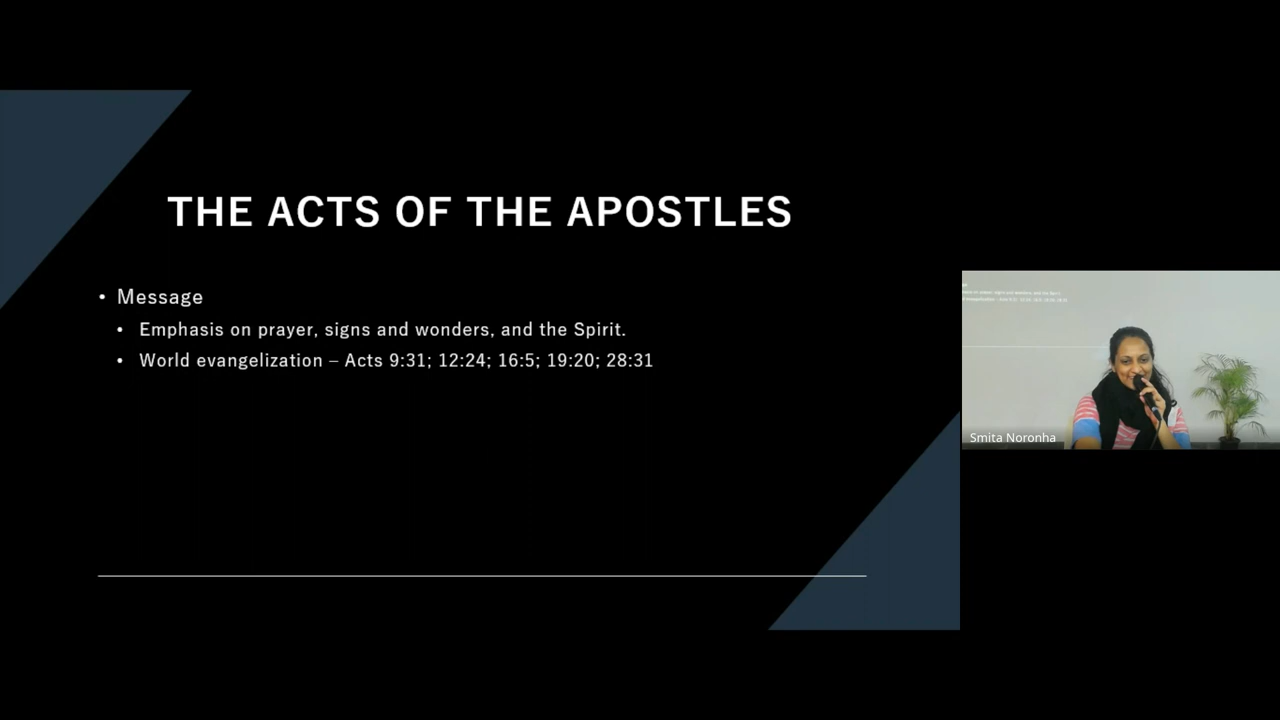 THE ACTS OF THE APOSTLES
• Message
• Emphasis on prayer, signs and wonders, and the Spirit.
• World evangelization – Acts 9:31; 12:24; 16:5; 19:20; 28:31
Smita Noronha